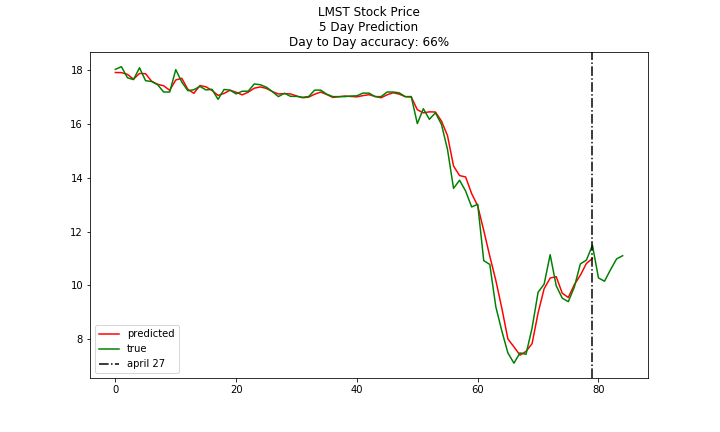 LMST Stock Price
5 Day Prediction
Day to Day accuracy: 66%
18
16
14
12
10
8
predicted
true
april 27
0
20
40
60
80